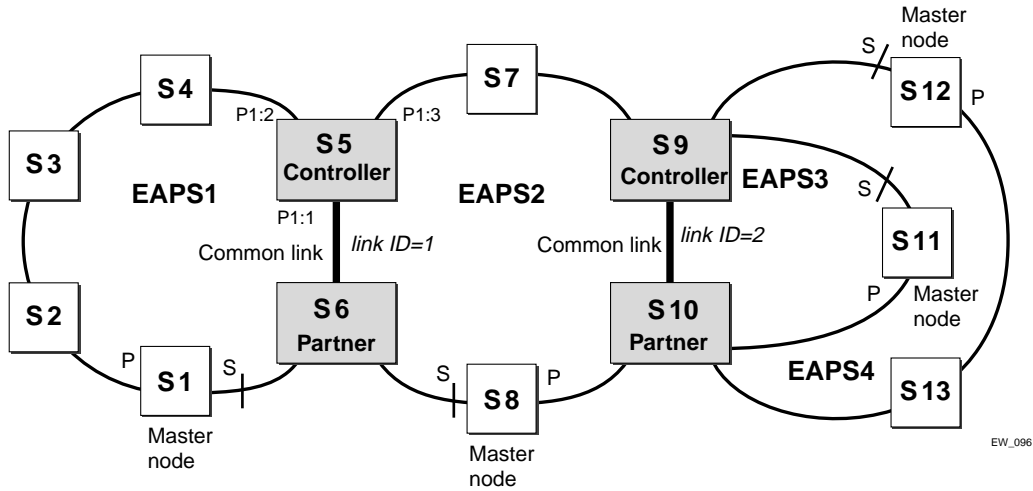 Master
node
S
S12
P
S4
S7
P1:2
P1:3
S5
Controller
S9
Controller
S3
EAPS1
EAPS2
EAPS3
S
P1:1
S11
Common link
link ID=1
Common link
link ID=2
P
Master
node
S2
S6
Partner
S10
Partner
P
S
S1
S
S8
P
EAPS4
S13
Master
node
Master
node
EW_096